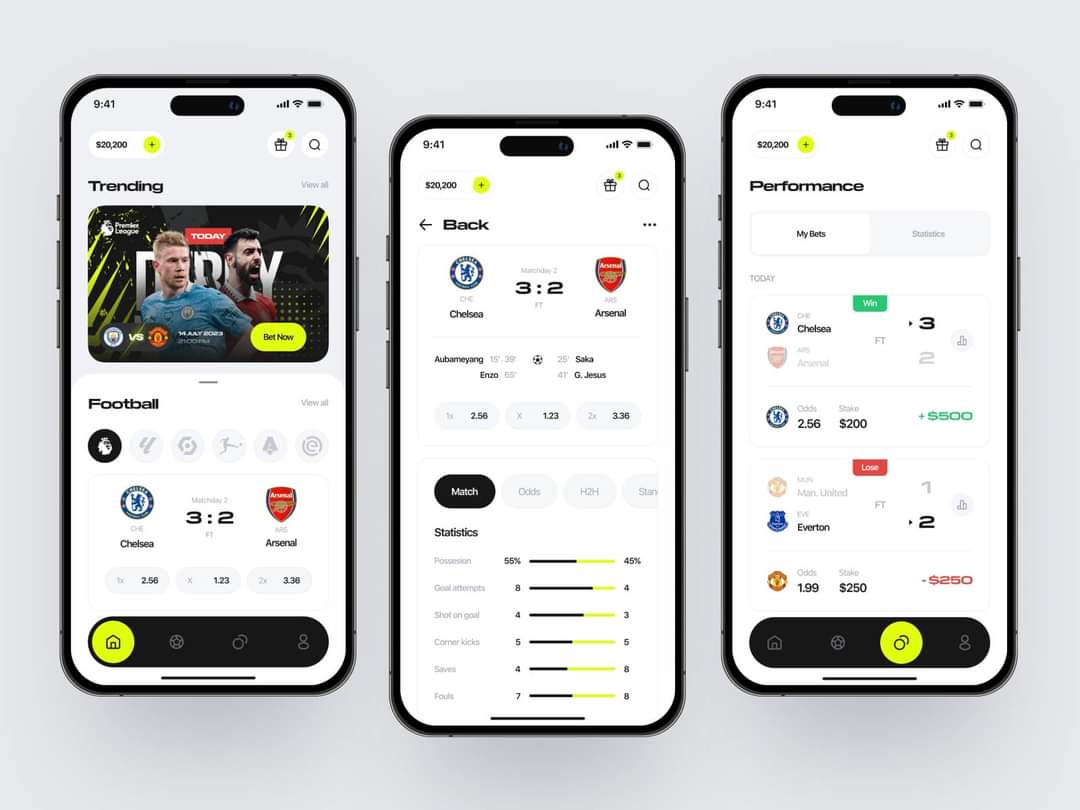 9:41
$20,200
+
3
Trending
View all
Premier
League
TODAY
DERBY
VS
14 JULY 2023
21:00 PM
Bet Now
Football
View all
CHELSEA
Arsenal
Matchday 2
3:2
FT
CHE
Chelsea
ARS
Arsenal
1x 2.56
X 1.23
2x 3.36
9:41
$20,200
+
3
Back
Arsenal
Matchday 2
3:2
FT
CHE
Chelsea
ARS
Arsenal
Aubameyang 15' 39' 25' Saka
Enzo 65' 41' G. Jesus
1x 2.56
X 1.23
2x 3.36
Match
Odds
H2H
Stan
Statistics
Possesion 55% 45%
Goal attempts 8 4
Shot on goal 4 3
Corner kicks 5 5
Saves 4 8
Fouls 7 8
9:41
$20,200
+
3
Performance
My Bets
Statistics
TODAY
Win
CHE
Chelsea
3
FT
ARS
Arsenal
2
Odds
Stake
2.56
$200
+$500
Lose
MUN
Man. United
1
FT
EVE
Everton
2
Odds
Stake
1.99
$250
-$250